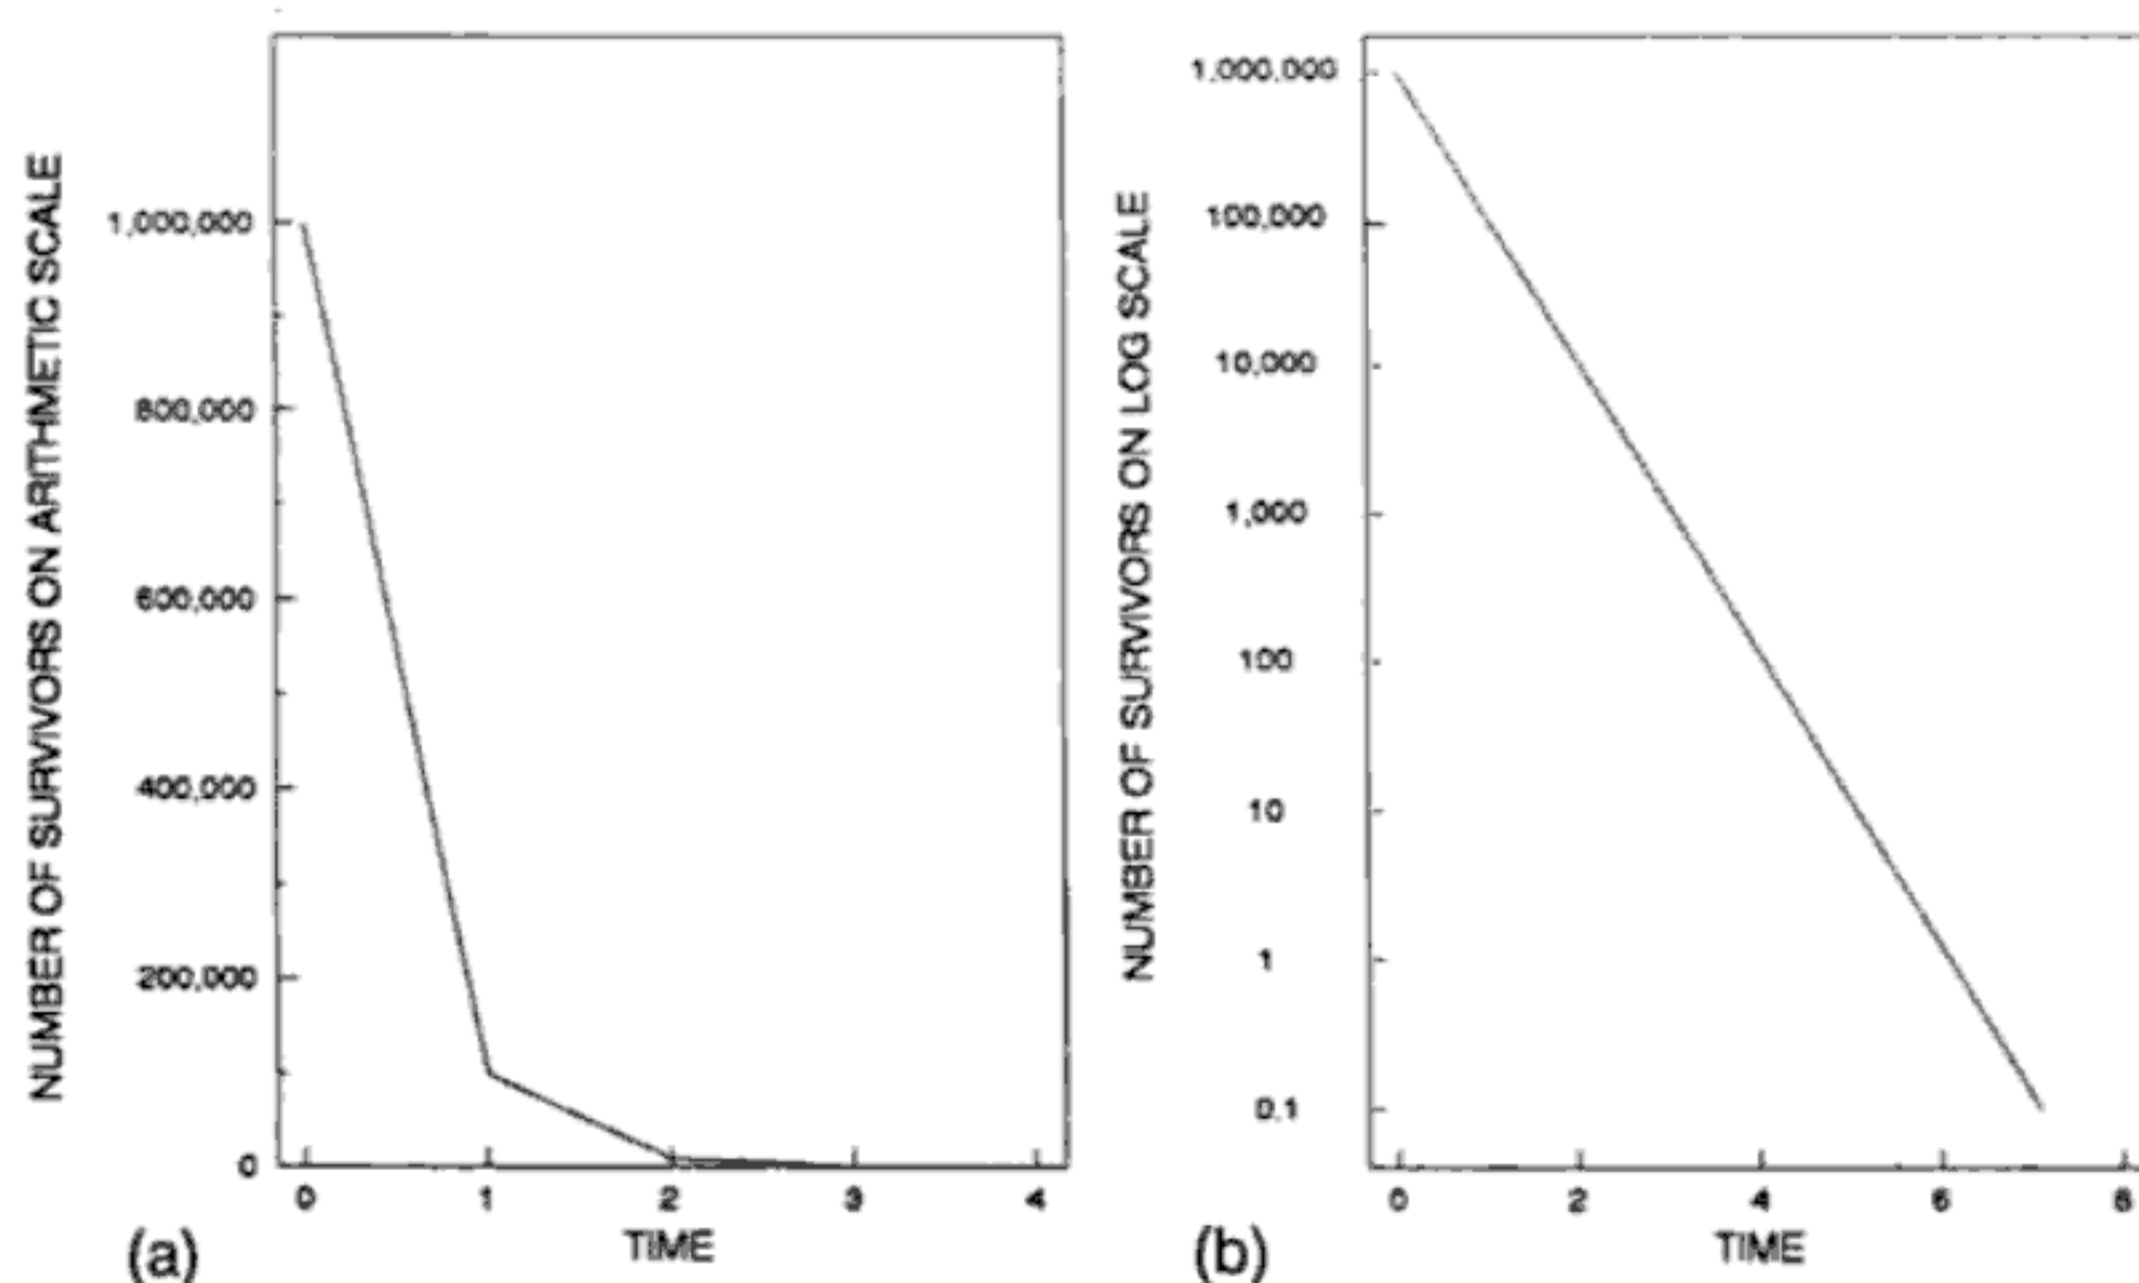 NUMBER OF SURVIVORS ON ARITHMETIC SCALE
1,000,000
800,000
600,000
400,000
200,000
0
0 1 2 3 4
TIME
(a)
NUMBER OF SURVIVORS ON LOG SCALE
1,000,000
100,000
10,000
1,000
100
10
1
0.1
0 2 4 6 8
TIME
(b)